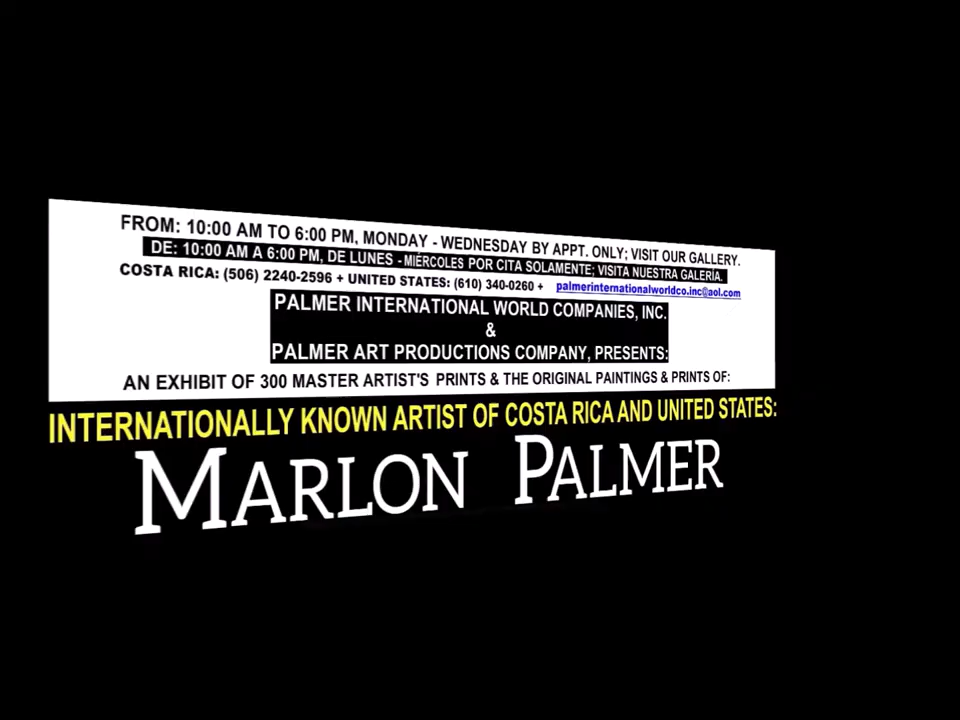 FROM: 10:00 AM TO 6:00 PM, MONDAY - WEDNESDAY BY APPT. ONLY; VISIT OUR GALLERY.
DE: 10:00 AM A 6:00 PM, DE LUNES - MIÉRCOLES POR CITA SOLAMENTE; VISITA NUESTRA GALERÍA.
COSTA RICA: (506) 2240-2596 + UNITED STATES: (610) 340-0260 + palmerinternationalworldco.inc@aol.com
PALMER INTERNATIONAL WORLD COMPANIES, INC.
&
PALMER ART PRODUCTIONS COMPANY, PRESENTS:
AN EXHIBIT OF 300 MASTER ARTIST'S PRINTS & THE ORIGINAL PAINTINGS & PRINTS OF:
INTERNATIONALLY KNOWN ARTIST OF COSTA RICA AND UNITED STATES:
MARLON PALMER